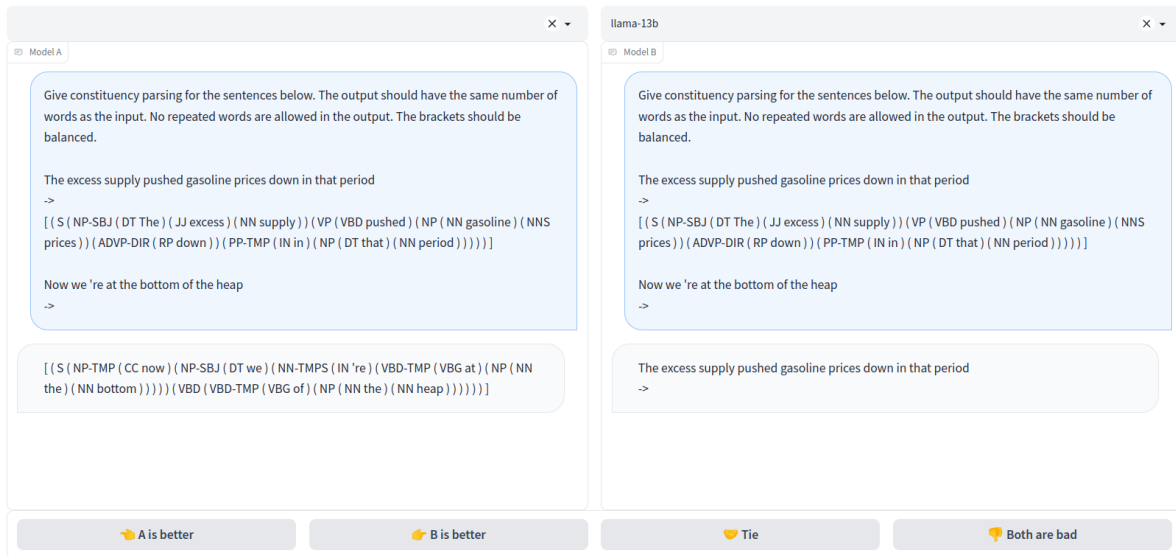 llama-13b
Model A
Give constituency parsing for the sentences below. The output should have the same number of
words as the input. No repeated words are allowed in the output. The brackets should be
balanced.
The excess supply pushed gasoline prices down in that period
->
[ ( S ( NP-SBJ ( DT The ) ( JJ excess ) ( NN supply ) ) ( VP ( VBD pushed ) ( NP ( NN gasoline ) ( NNS
prices ) ) ( ADVP-DIR ( RP down ) ) ( PP-TMP ( IN in ) ( NP ( DT that ) ( NN period ) ) ) ) ) ]
Now we 're at the bottom of the heap
->
[ ( S ( NP-TMP ( CC now ) ( NP-SBJ ( DT we ) ( NN-TMPS ( IN 're ) ( VBD-TMP ( VBG at ) ( NP ( NN
the ) ( NN bottom ) ) ) ) ) ( VBD ( VBD-TMP ( VBG of ) ( NP ( NN the ) ( NN heap ) ) ) ) ) ) ]
Model B
Give constituency parsing for the sentences below. The output should have the same number of
words as the input. No repeated words are allowed in the output. The brackets should be
balanced.
The excess supply pushed gasoline prices down in that period
->
[ ( S ( NP-SBJ ( DT The ) ( JJ excess ) ( NN supply ) ) ( VP ( VBD pushed ) ( NP ( NN gasoline ) ( NNS
prices ) ) ( ADVP-DIR ( RP down ) ) ( PP-TMP ( IN in ) ( NP ( DT that ) ( NN period ) ) ) ) ) ]
Now we 're at the bottom of the heap
->
The excess supply pushed gasoline prices down in that period
->
👈 A is better
👉 B is better
🤝 Tie
👎 Both are bad